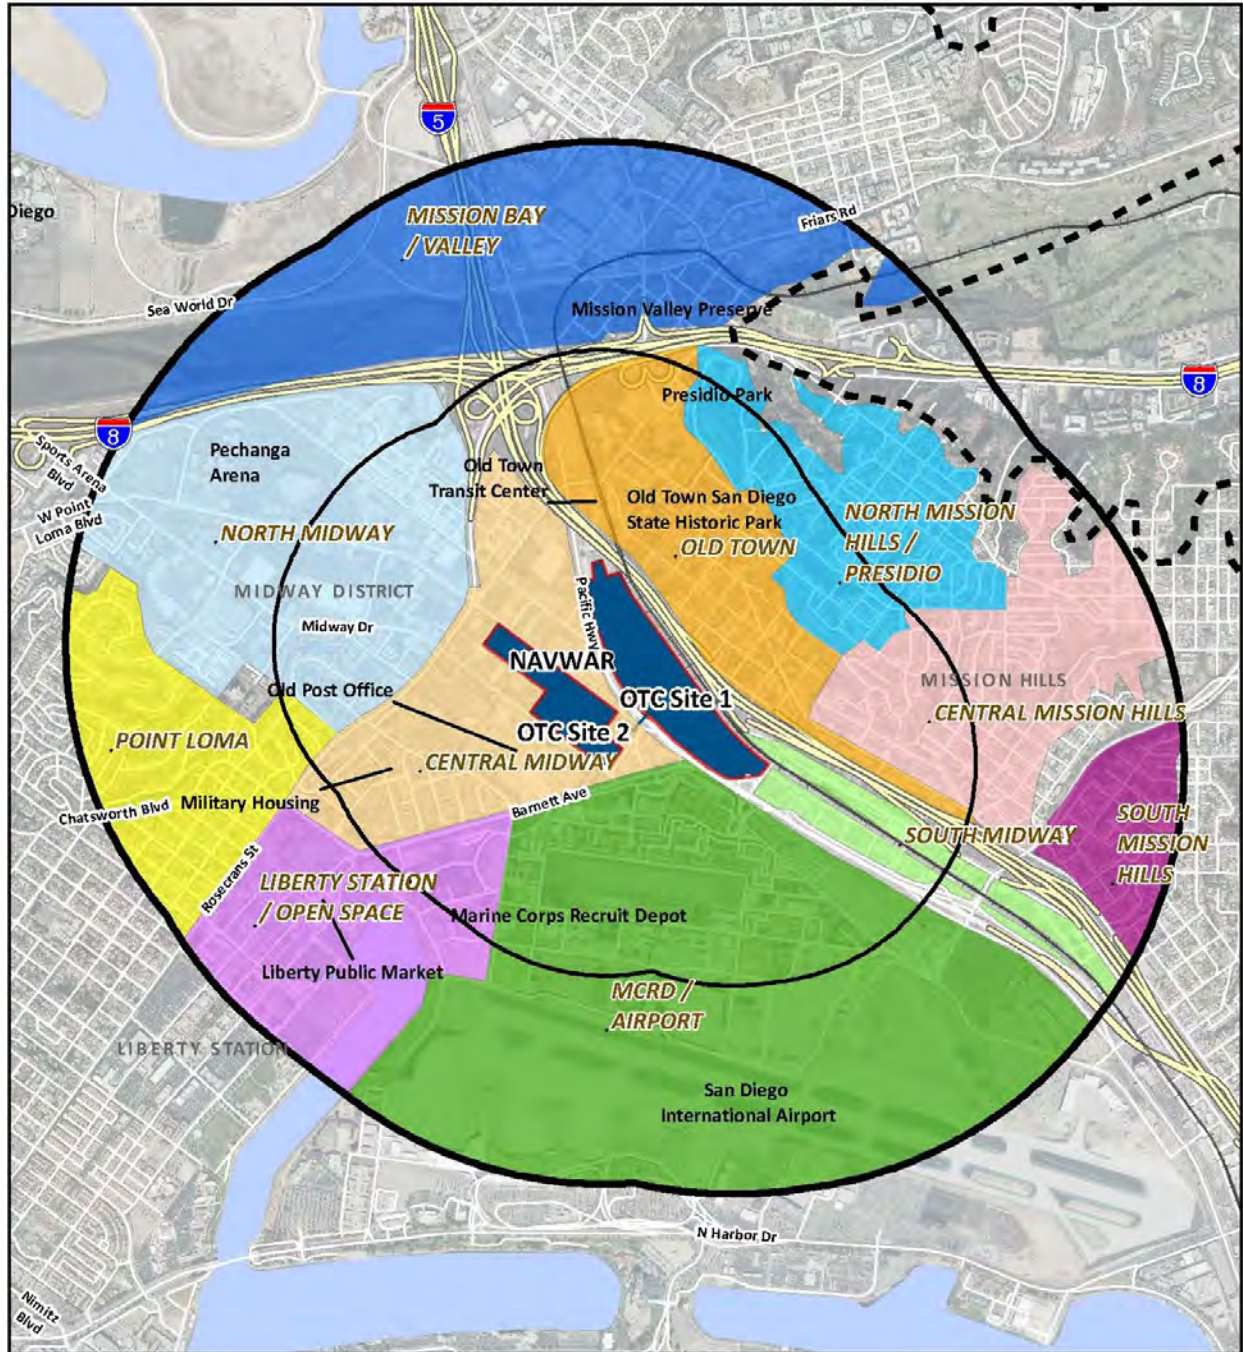 5
MISSION BAY
/ VALLEY
Diego
Friars Rd
Sea World Dr
Mission Valley Preserve
8
8
Presidio Park
Sports Arena
Blvd
Pechanga
Arena
Old Town
Transit Center
W Point
Loma Blvd
Old Town San Diego
State Historic Park
NORTH MISSION
HILLS /
PRESIDIO
NORTH MIDWAY
OLD TOWN
MIDWAY DISTRICT
Pacific Hwy
Midway Dr
NAVWAR
Old Post Office
OTC Site 1
MISSION HILLS
CENTRAL MISSION HILLS
OTC Site 2
POINT LOMA
CENTRAL MIDWAY
Military Housing
Chatsworth Blvd
Barnett Ave
SOUTH MIDWAY
SOUTH
MISSION
HILLS
Rosecrans St
LIBERTY STATION
/ OPEN SPACE
Marine Corps Recruit Depot
Liberty Public Market
MCRD /
AIRPORT
LIBERTY STATION
San Diego
International Airport
N Harbor Dr
Nimitz
Blvd